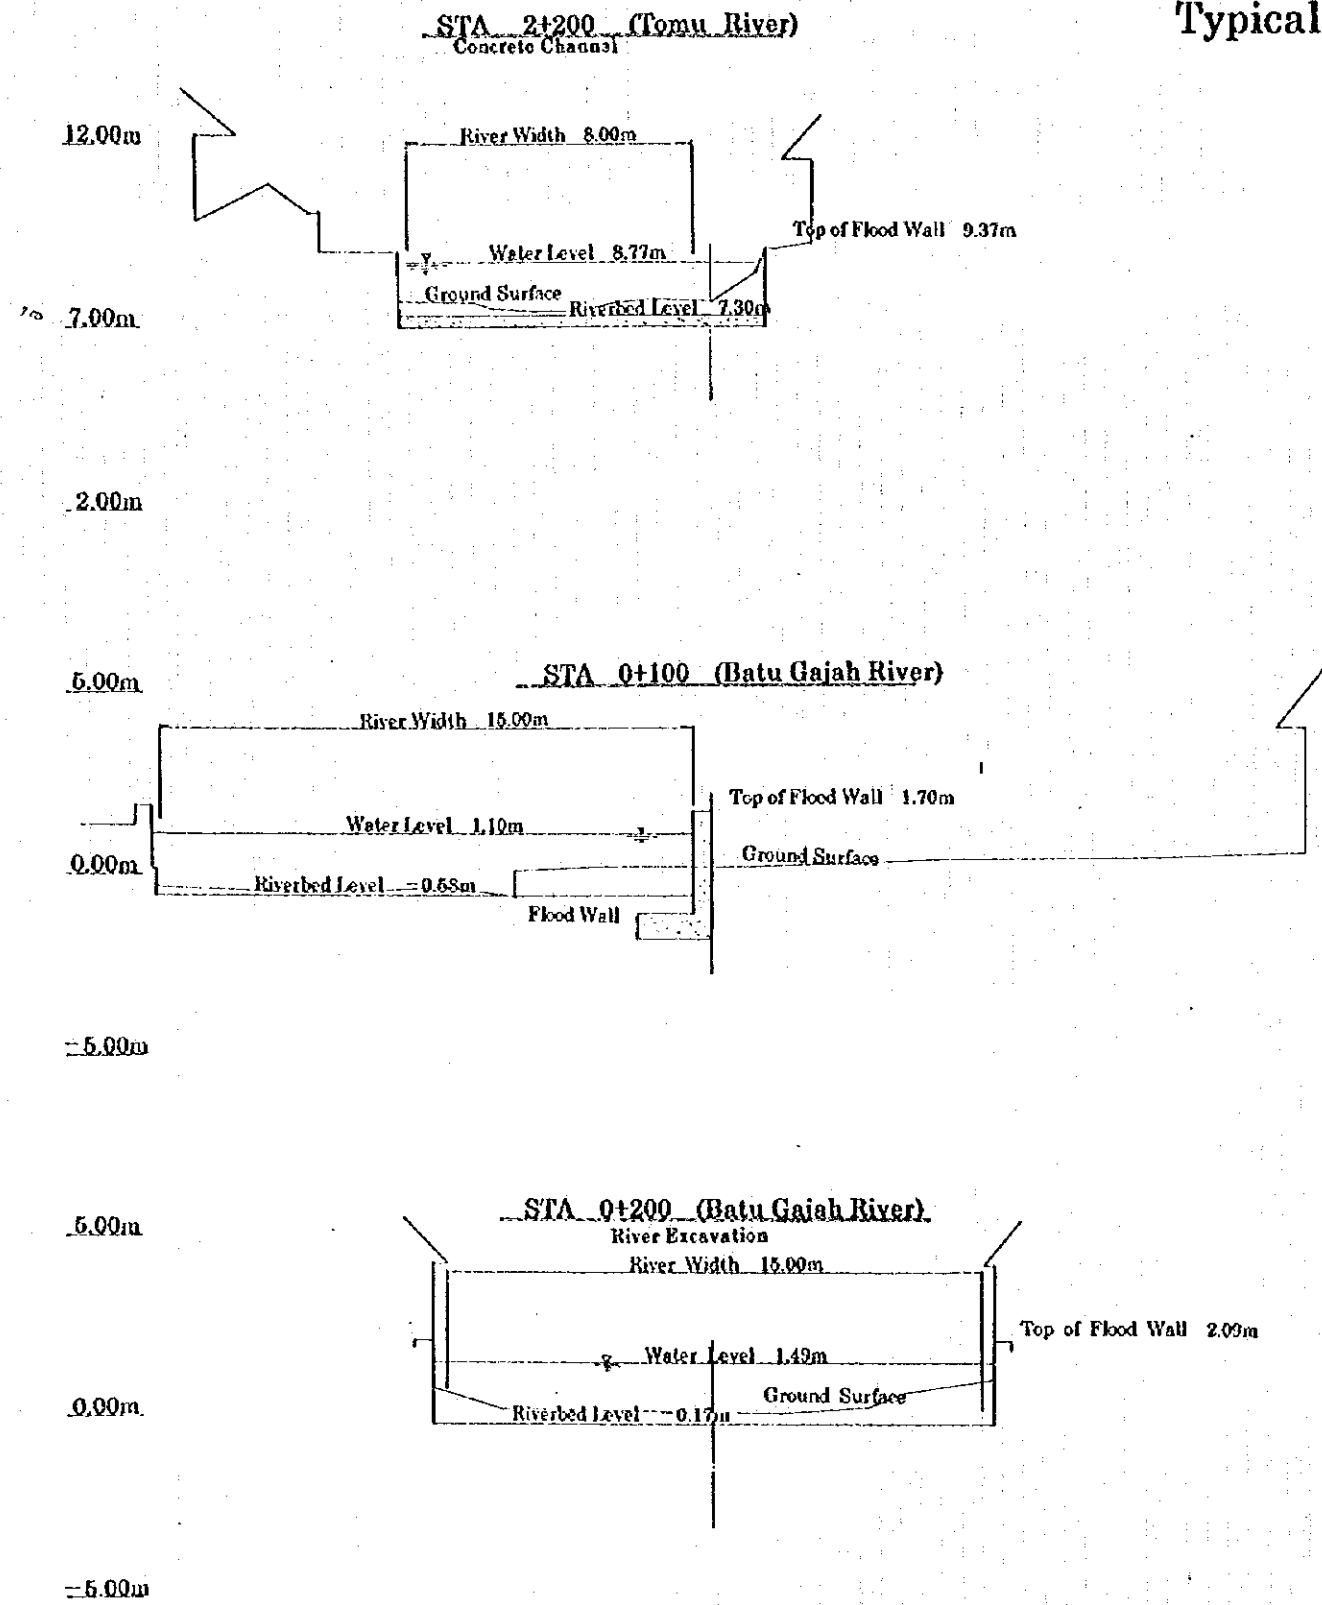 Typical
STA 2+200 (Tomu River)
Concrete Channel
12.00m
River Width 8.00m
Top of Flood Wall 9.37m
Water Level 8.77m
Ground Surface
Riverbed Level 7.30m
7.00m
2.00m
STA 0+100 (Batu Gajah River)
5.00m
River Width 15.00m
Top of Flood Wall 1.70m
Water Level 1.10m
Ground Surface
0.00m
Riverbed Level -0.58m
Flood Wall
-5.00m
STA 0+200 (Batu Gajah River)
5.00m
River Excavation
River Width 15.00m
Top of Flood Wall 2.09m
Water Level 1.49m
Ground Surface
0.00m
Riverbed Level -0.17m
-5.00m